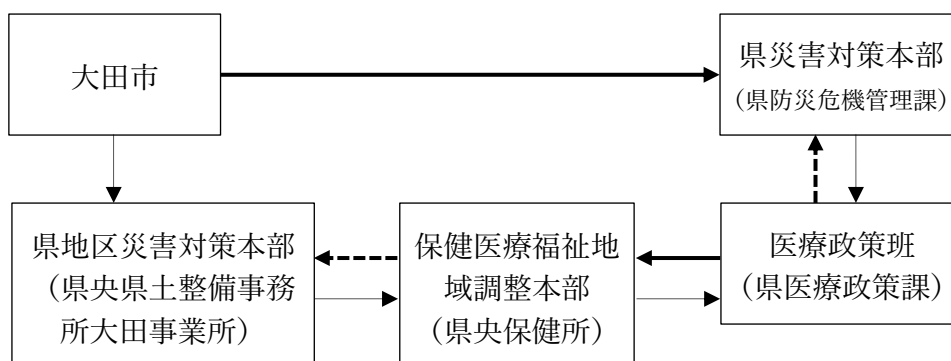 大田市
県災害対策本部
（県防災危機管理課）
県地区災害対策本部
（県央県土整備事務
所大田事業所）
保健医療福祉地
域調整本部
（県央保健所）
医療政策班
（県医療政策課）